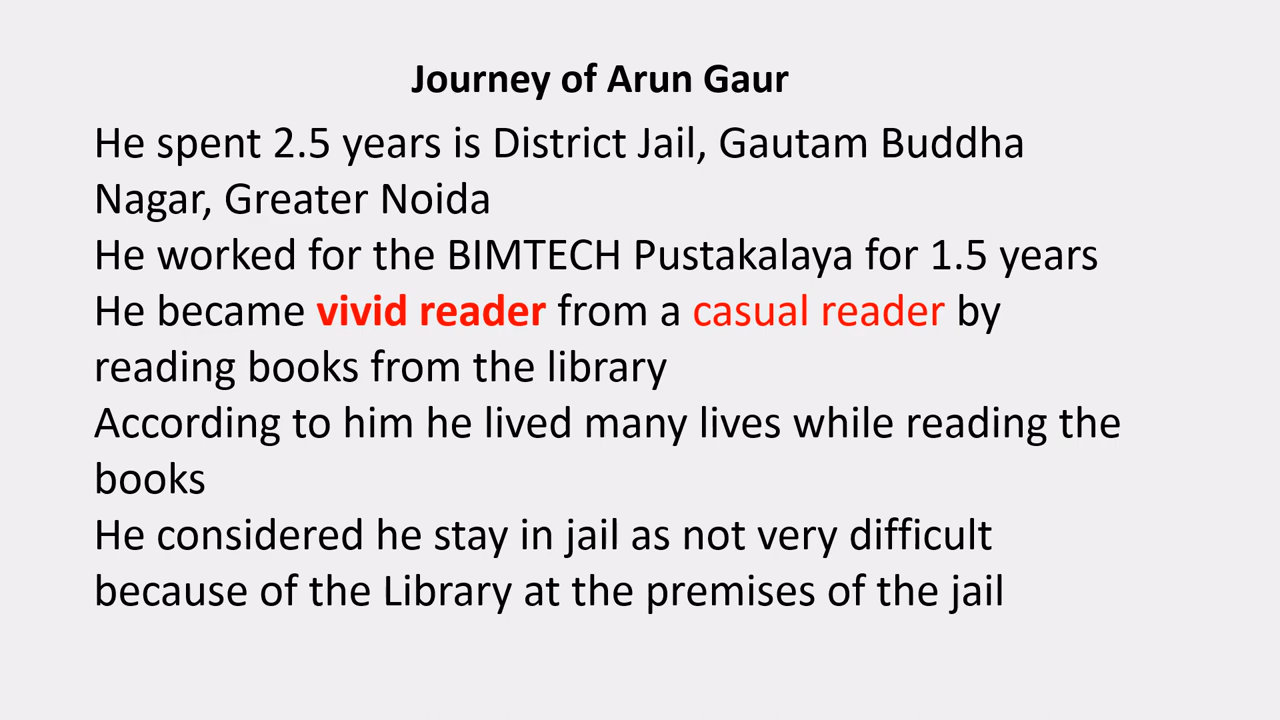 Journey of Arun Gaur
He spent 2.5 years is District Jail, Gautam Buddha
Nagar, Greater Noida
He worked for the BIMTECH Pustakalaya for 1.5 years
He became vivid reader from a casual reader by
reading books from the library
According to him he lived many lives while reading the
books
He considered he stay in jail as not very difficult
because of the Library at the premises of the jail